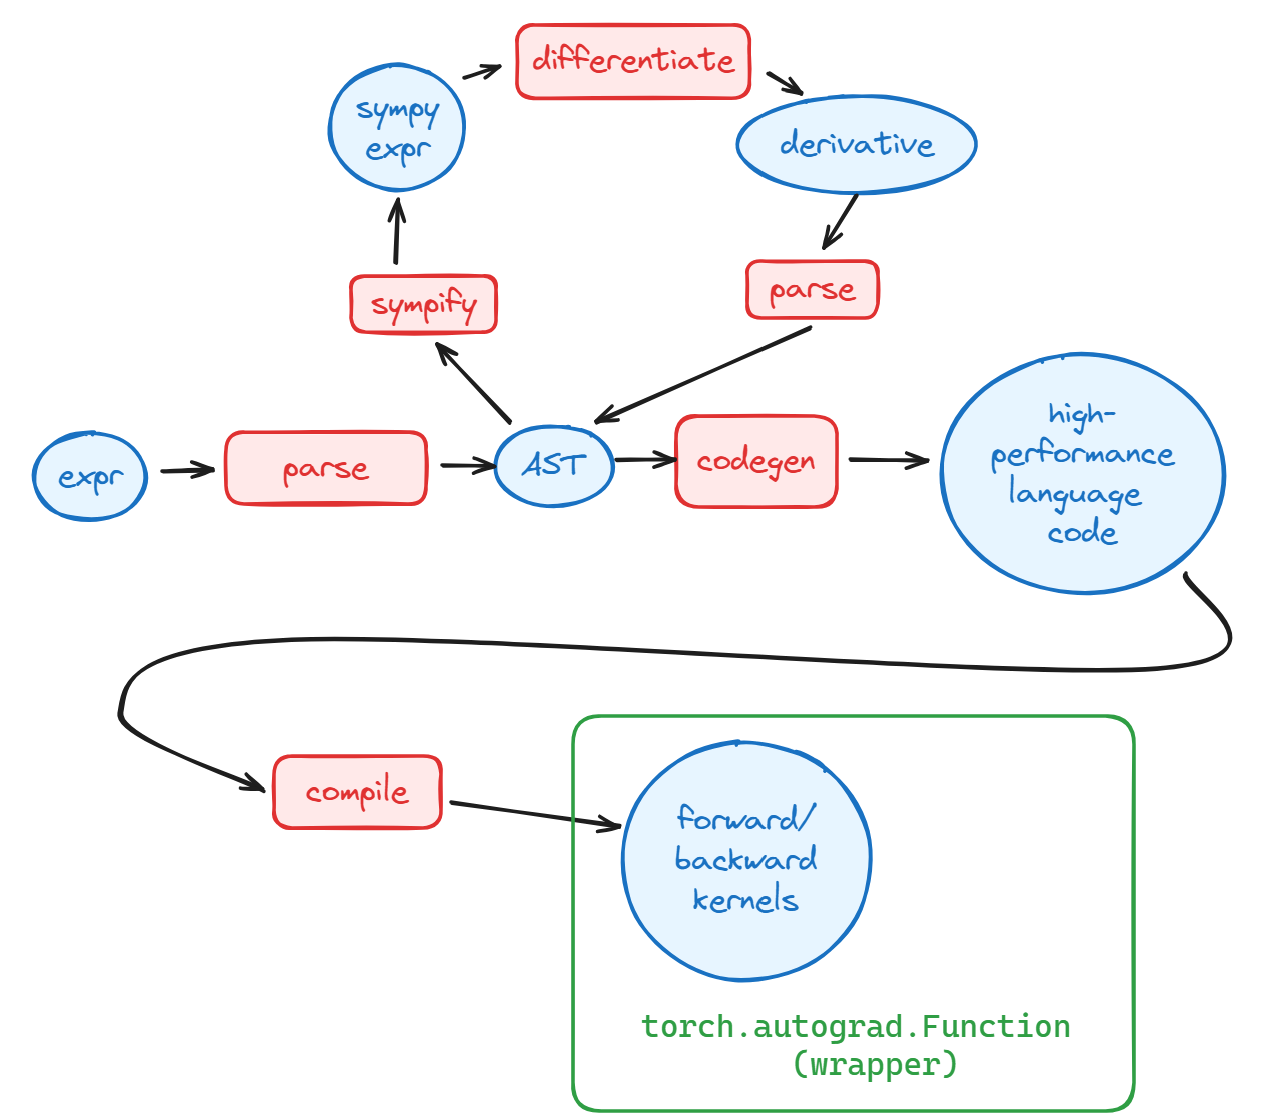 differentiate
sympy
expr
derivative
sympify
parse
expr
parse
AST
codegen
high-
performance
language
code
compile
forward/
backward
kernels
torch.autograd.Function
(wrapper)